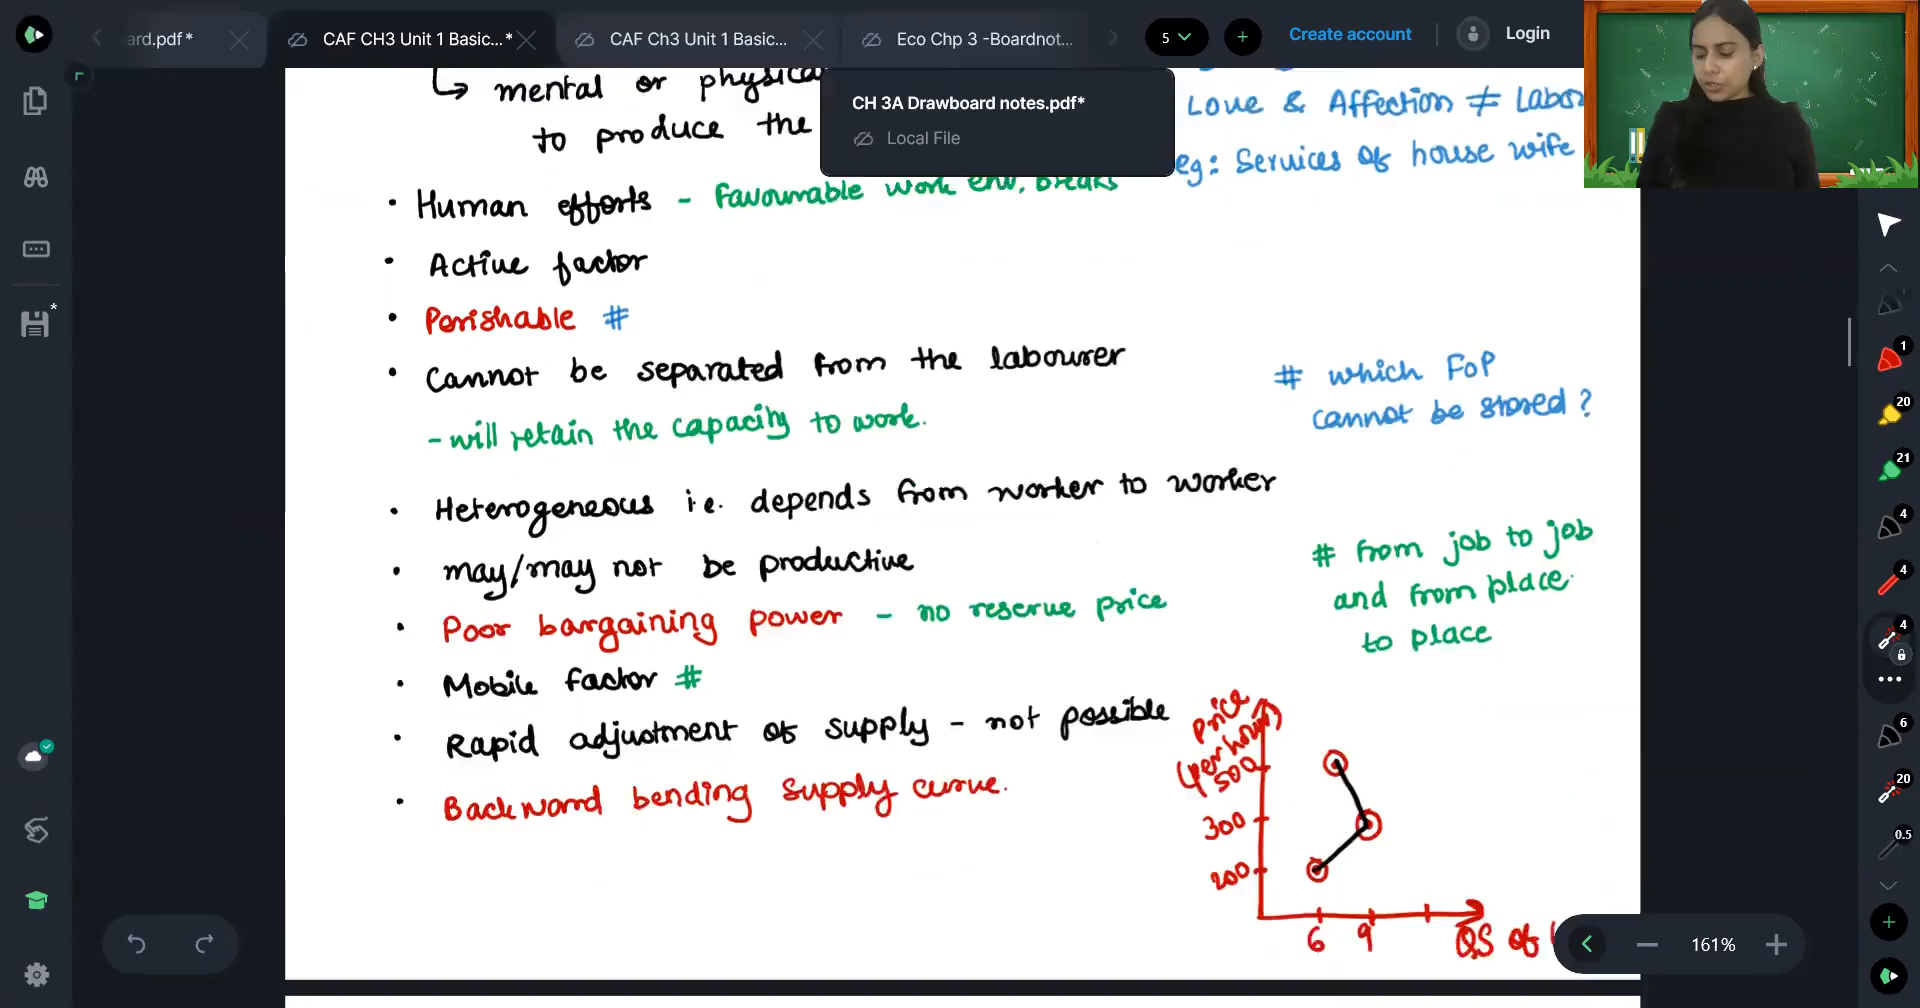 ard.pdf *
CAF CH3 Unit 1 Basic...*
CAF Ch3 Unit 1 Basic...
Eco Chp 3 -Boardnot...
5
Create account
Login
CH 3A Drawboard notes.pdf*
Local File
mental or physical
to produce the
Love & Affection ≠ Labo
eg: Services of house wife
• Human efforts - Favourable work env. breaks
• Active factor
• Perishable #
• Cannot be separated from the labourer
- will retain the capacity to work.
# which FOP
cannot be stored?
• Heterogeneous i.e. depends from worker to worker
• may/may not be productive
# from job to job
and from place
to place
• Poor bargaining power - no reserve price
• Mobile factor #
• Rapid adjustment of supply - not possible
• Backward bending supply curve.
Price
(per hour)
500
300
200
6
9
QS of
161%
1
20
21
4
4
4
6
20
0.5